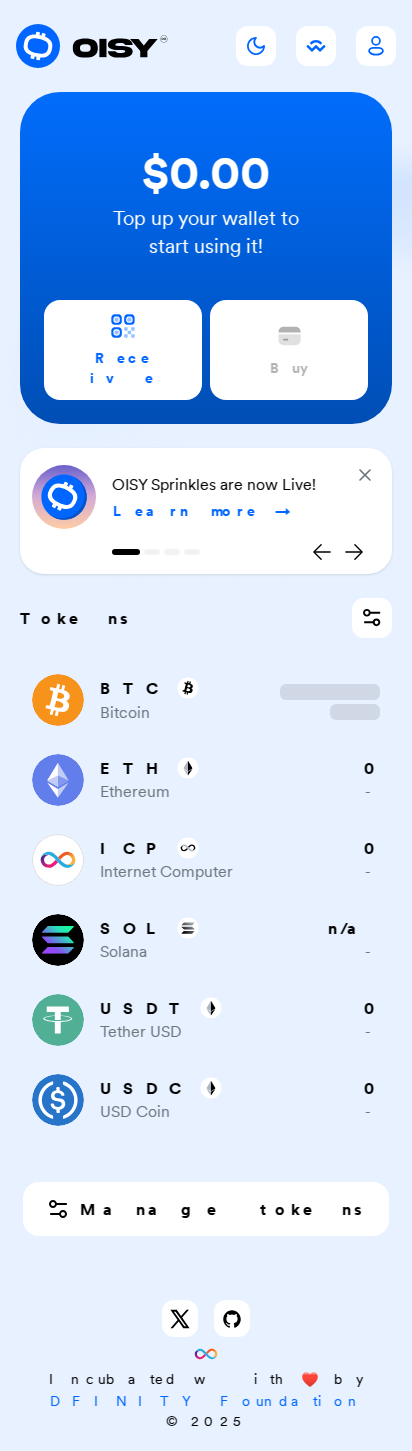 OISY
$0.00
Top up your wallet to
start using it!
Rece
ive
Buy
OISY Sprinkles are now Live!
Learn more →
Tokens
BTC
Bitcoin
ETH 0
Ethereum -
ICP 0
Internet Computer -
SOL n/a
Solana -
USDT 0
Tether USD -
USDC 0
USD Coin -
Manage tokens
Incubated with ❤️ by
DFINITY Foundation
© 2025